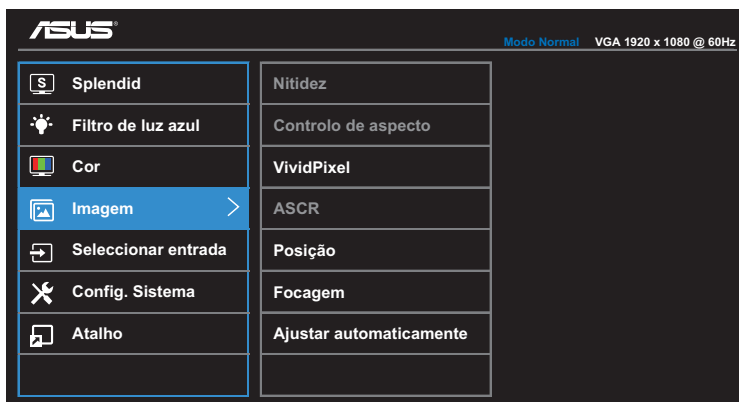 ASUS®
Modo Normal VGA 1920 x 1080 @ 60Hz
S Splendid
Filtro de luz azul
Cor
Imagem
Seleccionar entrada
Config. Sistema
Atalho
Nitidez
Controlo de aspecto
VividPixel
ASCR
Posição
Focagem
Ajustar automaticamente